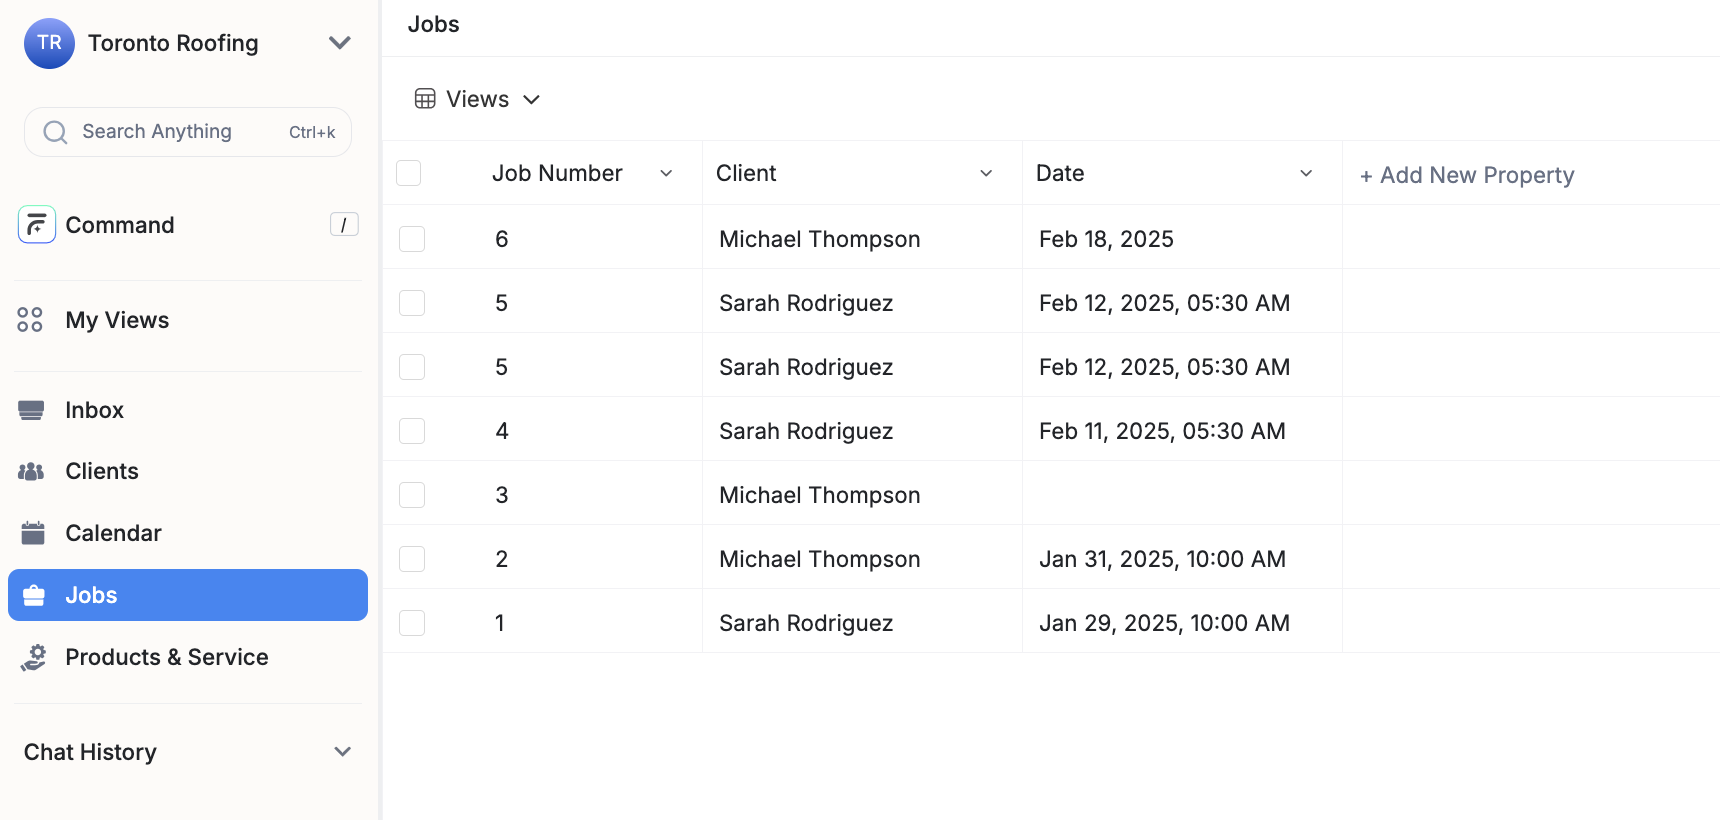 TR Toronto Roofing
Search Anything Ctrl+k
Command /
My Views
Inbox
Clients
Calendar
Jobs
Products & Service
Chat History
Jobs
Views
Job Number Client Date + Add New Property
6 Michael Thompson Feb 18, 2025
5 Sarah Rodriguez Feb 12, 2025, 05:30 AM
5 Sarah Rodriguez Feb 12, 2025, 05:30 AM
4 Sarah Rodriguez Feb 11, 2025, 05:30 AM
3 Michael Thompson
2 Michael Thompson Jan 31, 2025, 10:00 AM
1 Sarah Rodriguez Jan 29, 2025, 10:00 AM